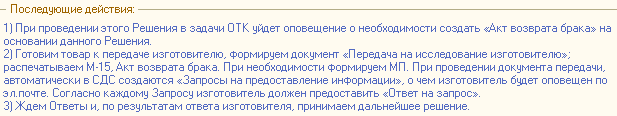 Последующие действия:
1) При проведении этого Решения в задачи ОТК уйдет оповещение о необходимости создать «Акт возврата брака» на
основании данного Решения.
2) Готовим товар к передаче изготовителю, формируем документ «Передача на исследование изготовителю»;
распечатываем М-15, Акт возврата брака. При необходимости формируем МП. При проведении документа передачи,
автоматически в СДС создаются «Запросы на предоставление информации», о чем изготовитель будет оповещен по
эл.почте. Согласно каждому Запросу изготовитель должен предоставить «Ответ на запрос».
3) Ждем Ответы и, по результатам ответа изготовителя, принимаем дальнейшее решение.